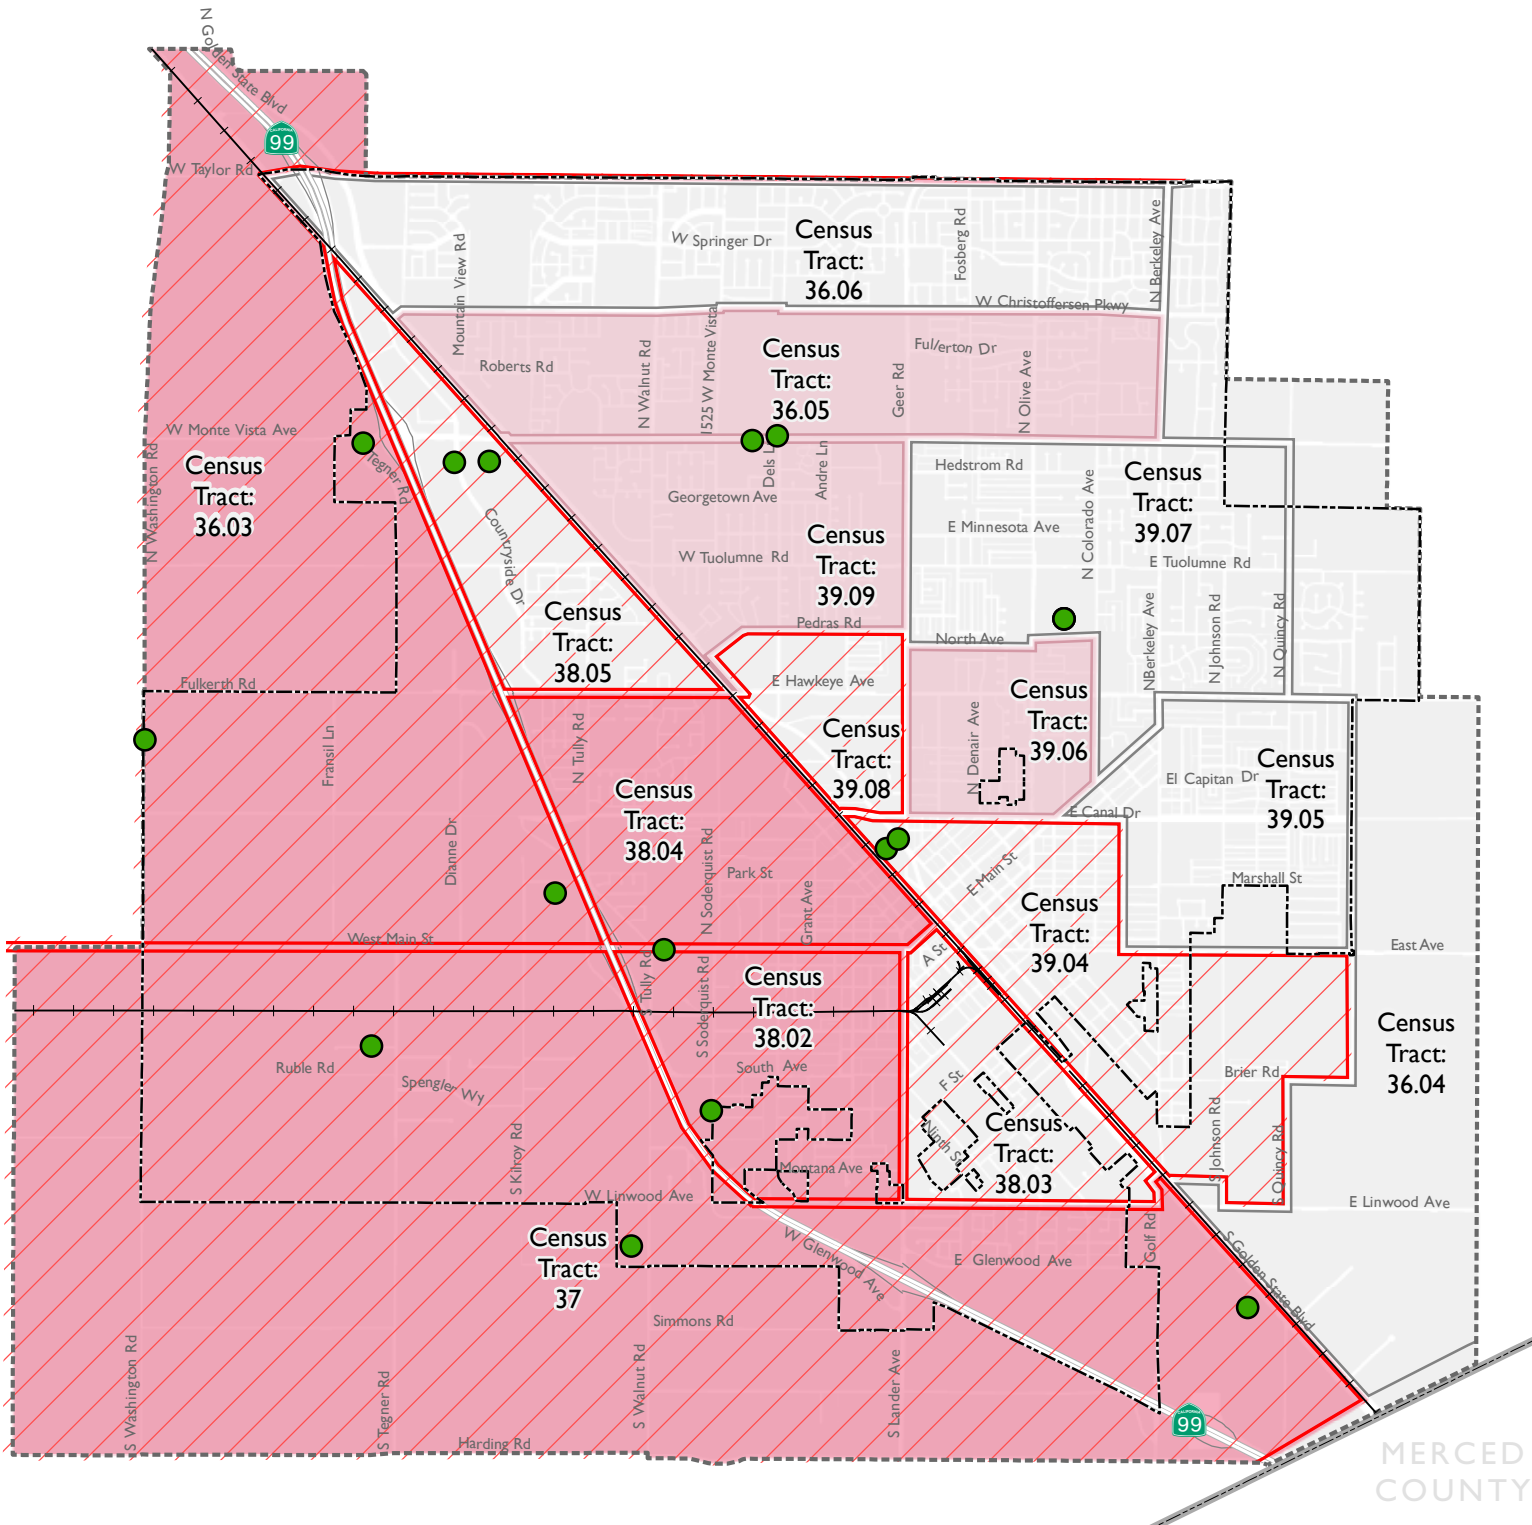 N Golden State Blvd
CALIFORNIA
99
W Taylor Rd
N Berkeley Ave
Fosberg Rd
W Springer Dr
Census
Tract:
36.06
Mountain View Rd
W Christoffersen Pkwy
Roberts Rd
N Walnut Rd
1525 W Monte Vista
Census
Tract:
36.05
Geer Rd
Fullerton Dr
N Olive Ave
W Monte Vista Ave
N Washington Rd
Census
Tract:
36.03
Tegner Rd
Dels L
Andre Ln
Hedstrom Rd
Census
Tract:
39.07
N Colorado Ave
Georgetown Ave
E Minnesota Ave
Countryside Dr
W Tuolumne Rd
Census
Tract:
39.09
E Tuolumne Rd
NBerkeley Ave
N Johnson Rd
N Quincy Rd
Census
Tract:
38.05
Pedras Rd
North Ave
Fulkerth Rd
E Hawkeye Ave
Census
Tract:
39.08
N Denair Ave
Census
Tract:
39.06
Fransil Ln
N Tully Rd
El Capitan Dr
Census
Tract:
39.05
Census
Tract:
38.04
E Canal Dr
Dianne Dr
N Soderquist Rd
Park St
Grant Ave
E Main St
Marshall St
Census
Tract:
39.04
West Main St
East Ave
A St
S Tully Rd
S Soderquist Rd
Census
Tract:
38.02
Census
Tract:
36.04
Ruble Rd
Spengler Wy
South Ave
F St
Brier Rd
S Kilroy Rd
Ninth St
Census
Tract:
38.03
S Johnson Rd
S Quincy Rd
Montana Ave
W Linwood Ave
E Linwood Ave
Census
Tract:
37
W Glenwood Ave
E Glenwood Ave
Golf Rd
S Golden State Blvd
Simmons Rd
S Washington Rd
S Tegner Rd
S Walnut Rd
S Lander Ave
CALIFORNIA
99
Harding Rd
MERCED
COUNTY